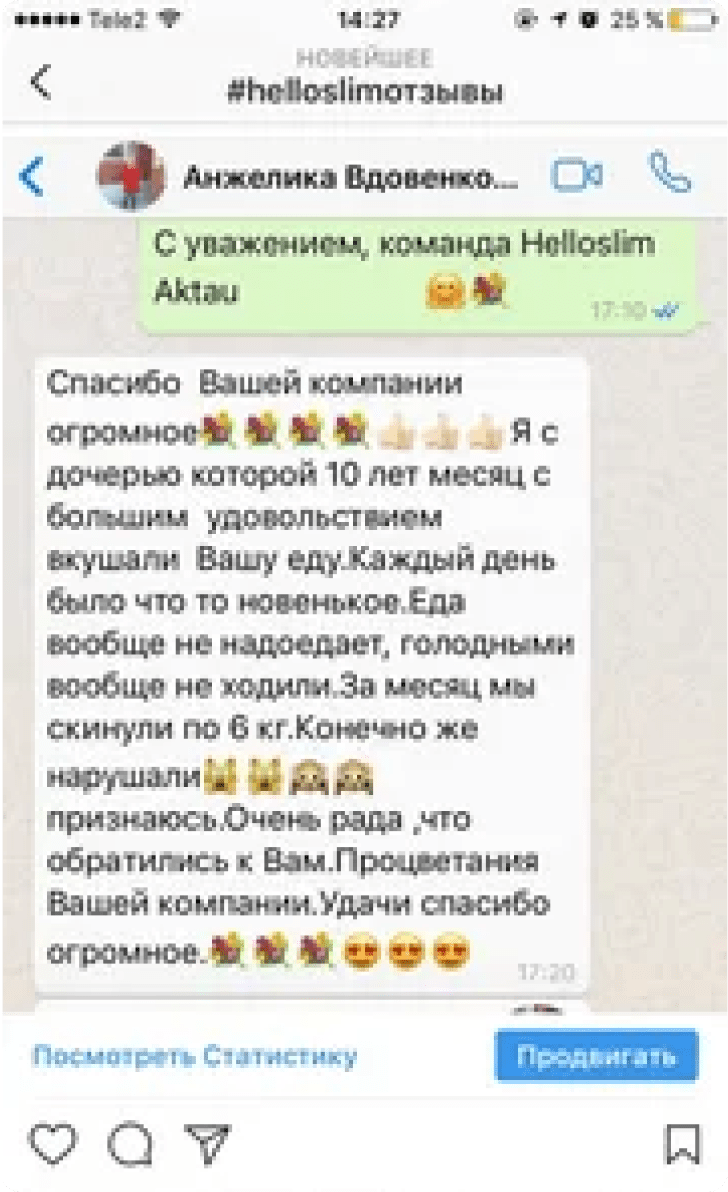 Tele2 14:27 25 %
НОВЕЙШЕЕ
#helloslimотзывы
Анжелика Вдовенко...
С уважением, команда Helloslim
Aktau 🤗💐
17:10
Спасибо Вашей компании
огромное💐💐💐💐👍🏻👍🏻👍🏻Я с
дочерью которой 10 лет месяц с
большим удовольствием
вкушали Вашу еду.Каждый день
было что то новенькое.Еда
вообще не надоедает, голодными
вообще не ходили.За месяц мы
скинули по 6 кг.Конечно же
нарушали🙀🙀🙈🙈
признаюсь.Очень рада ,что
обратились к Вам.Процветания
Вашей компании.Удачи спасибо
огромное.💐💐💐😍😍😍
17:20
Посмотреть Статистику Продвигать